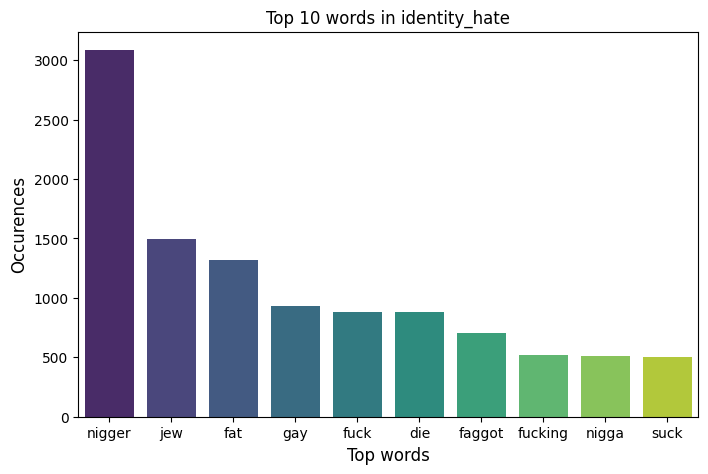 Top 10 words in identity_hate
Occurences
3000
2500
2000
1500
1000
500
0
nigger jew fat gay fuck die faggot fucking nigga suck
Top words